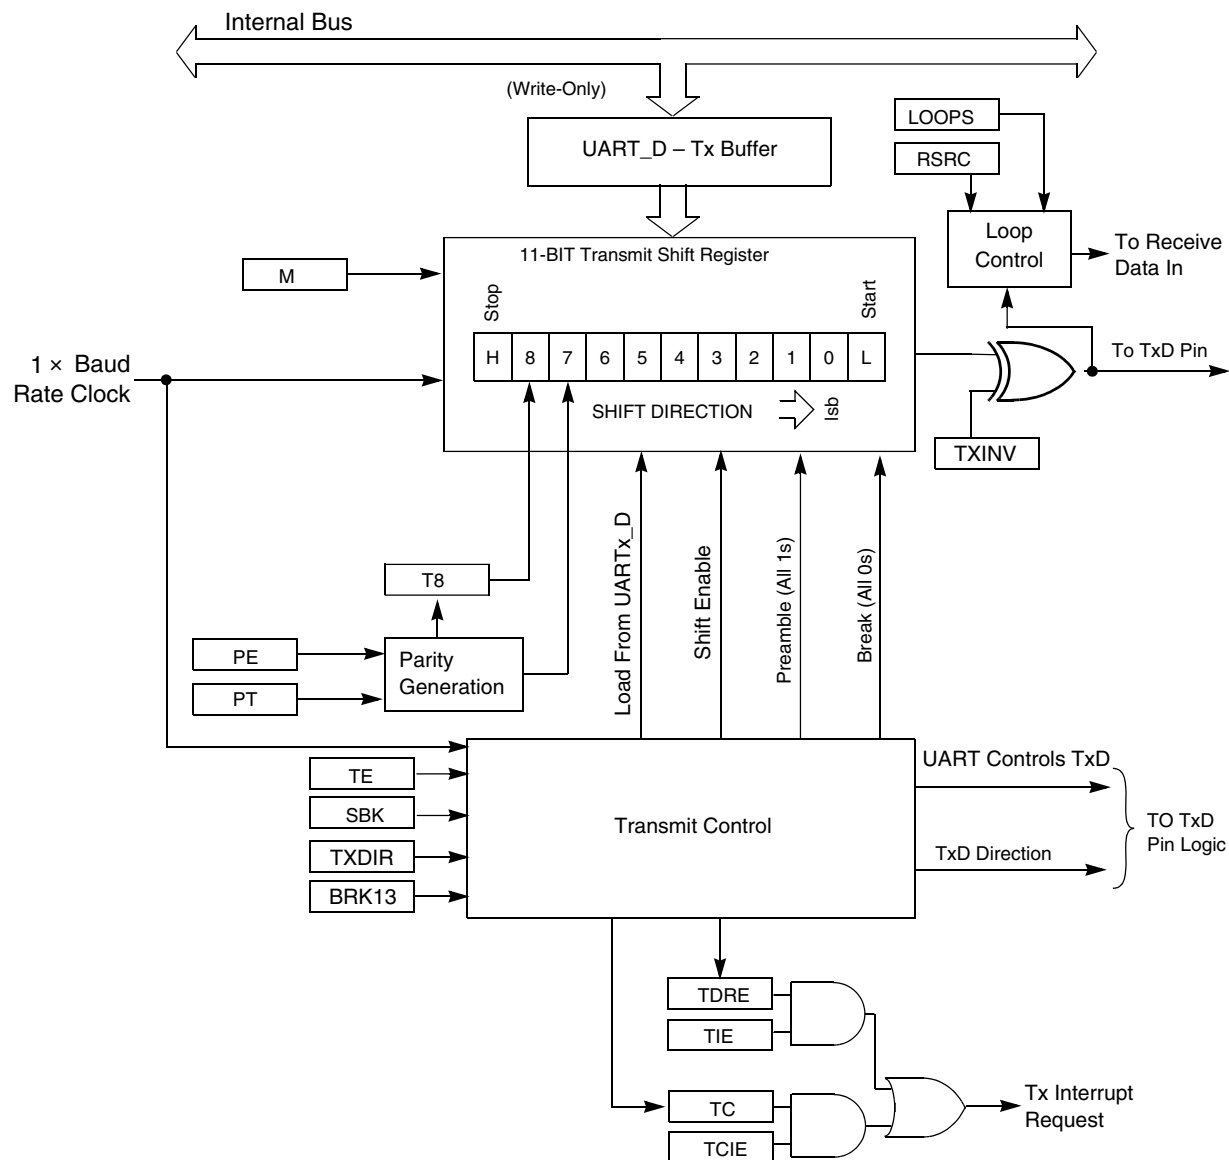 Internal Bus
(Write-Only)
UART_D – Tx Buffer
LOOPS
RSRC
Loop
Control
To Receive
Data In
11-BIT Transmit Shift Register
M
Stop
Start
H 8 7 6 5 4 3 2 1 0 L
1 × Baud
Rate Clock
To TxD Pin
SHIFT DIRECTION
lsb
TXINV
Load From UARTx_D
Shift Enable
Preamble (All 1s)
Break (All 0s)
T8
PE
PT
Parity
Generation
TE
SBK
TXDIR
BRK13
Transmit Control
UART Controls TxD
TxD Direction
TO TxD
Pin Logic
TDRE
TIE
TC
TCIE
Tx Interrupt
Request